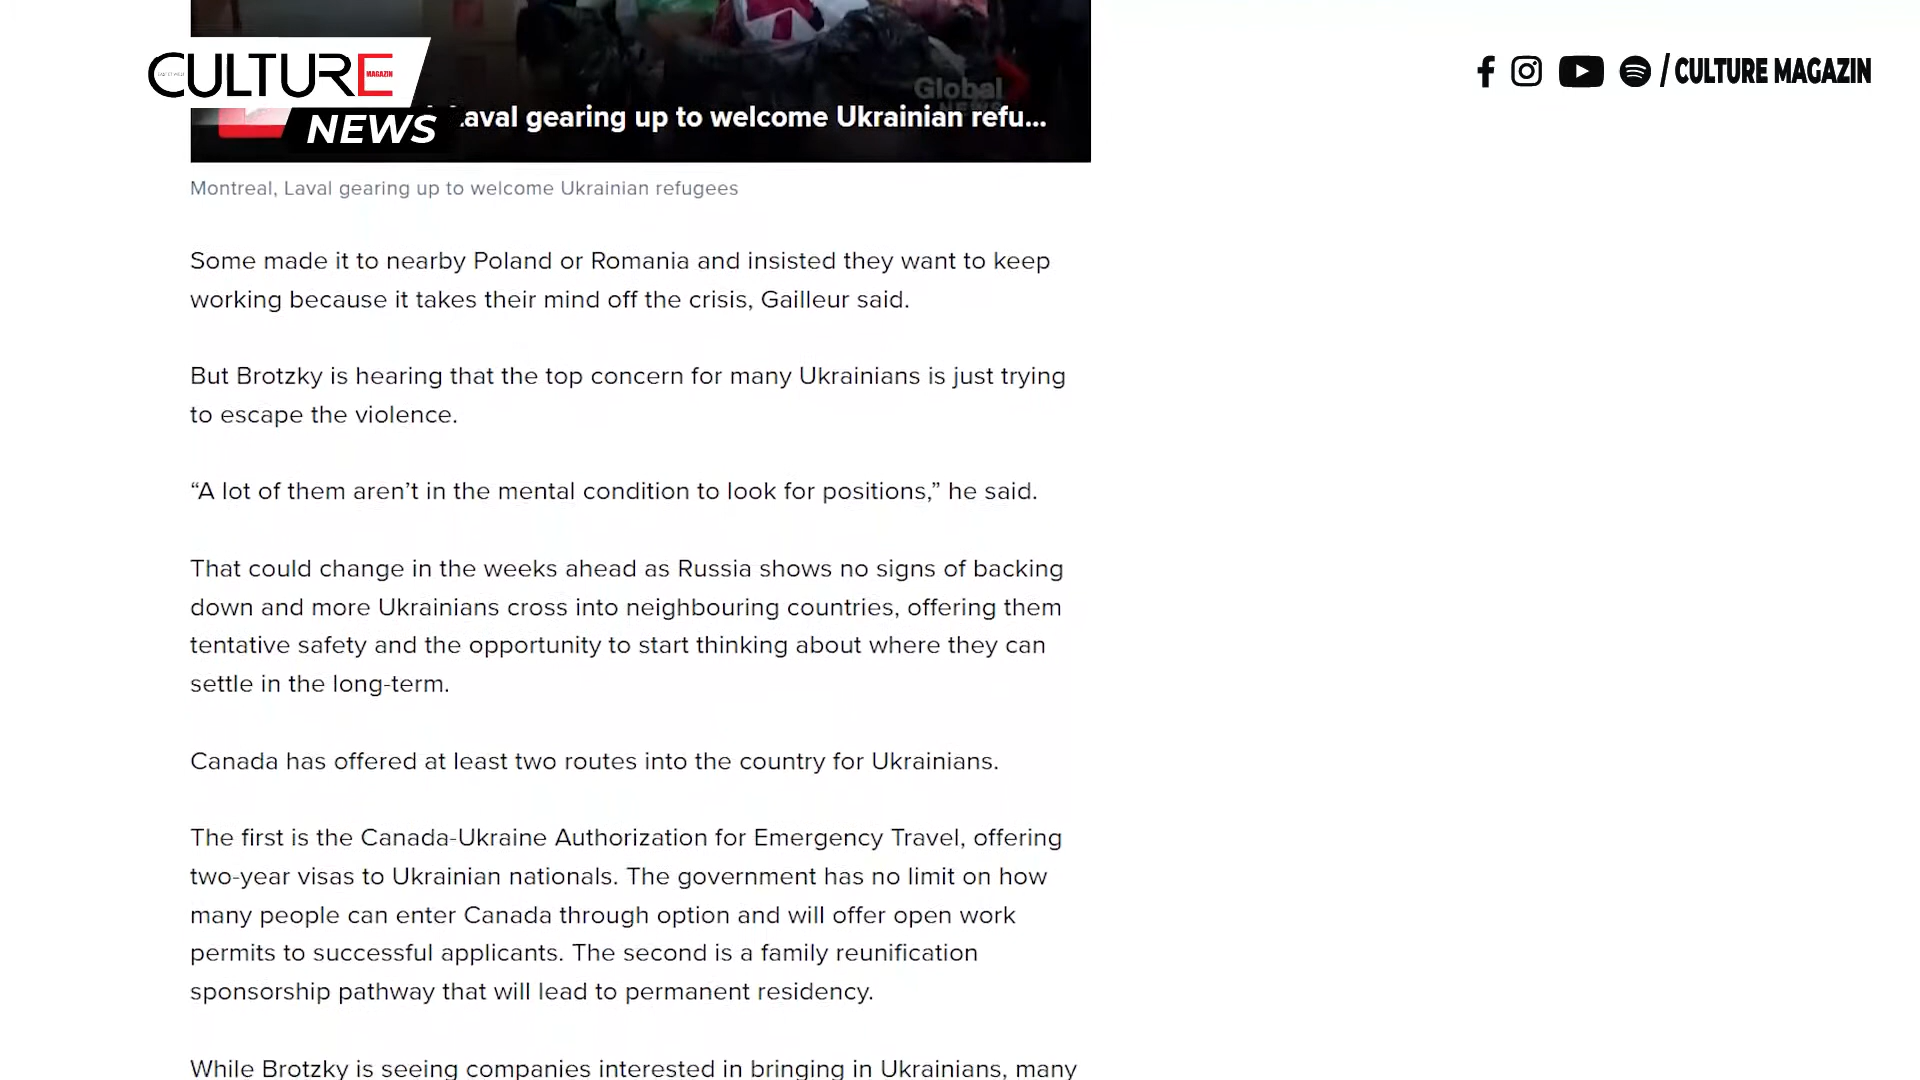 CULTURE
MAGAZIN
NEWS
/ CULTURE MAGAZIN
Global
NEWS
Laval gearing up to welcome Ukrainian refu...
Montreal, Laval gearing up to welcome Ukrainian refugees
Some made it to nearby Poland or Romania and insisted they want to keep
working because it takes their mind off the crisis, Gailleur said.
But Brotzky is hearing that the top concern for many Ukrainians is just trying
to escape the violence.
“A lot of them aren’t in the mental condition to look for positions,” he said.
That could change in the weeks ahead as Russia shows no signs of backing
down and more Ukrainians cross into neighbouring countries, offering them
tentative safety and the opportunity to start thinking about where they can
settle in the long-term.
Canada has offered at least two routes into the country for Ukrainians.
The first is the Canada-Ukraine Authorization for Emergency Travel, offering
two-year visas to Ukrainian nationals. The government has no limit on how
many people can enter Canada through option and will offer open work
permits to successful applicants. The second is a family reunification
sponsorship pathway that will lead to permanent residency.
While Brotzky is seeing companies interested in bringing in Ukrainians, many